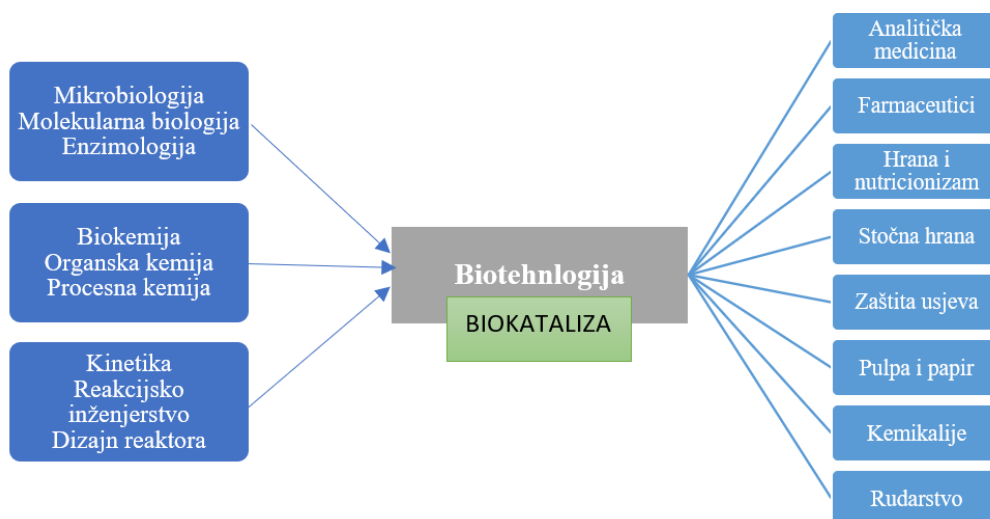 Mikrobiologija
Molekularna biologija
Enzimologija
Biokemija
Organska kemija
Procesna kemija
Kinetika
Reakcijsko
inženjerstvo
Dizajn reaktora
Biotehnlogija
BIOKATALIZA
Analitička
medicina
Farmaceutici
Hrana i
nutricionizam
Stočna hrana
Zaštita usjeva
Pulpa i papir
Kemikalije
Rudarstvo